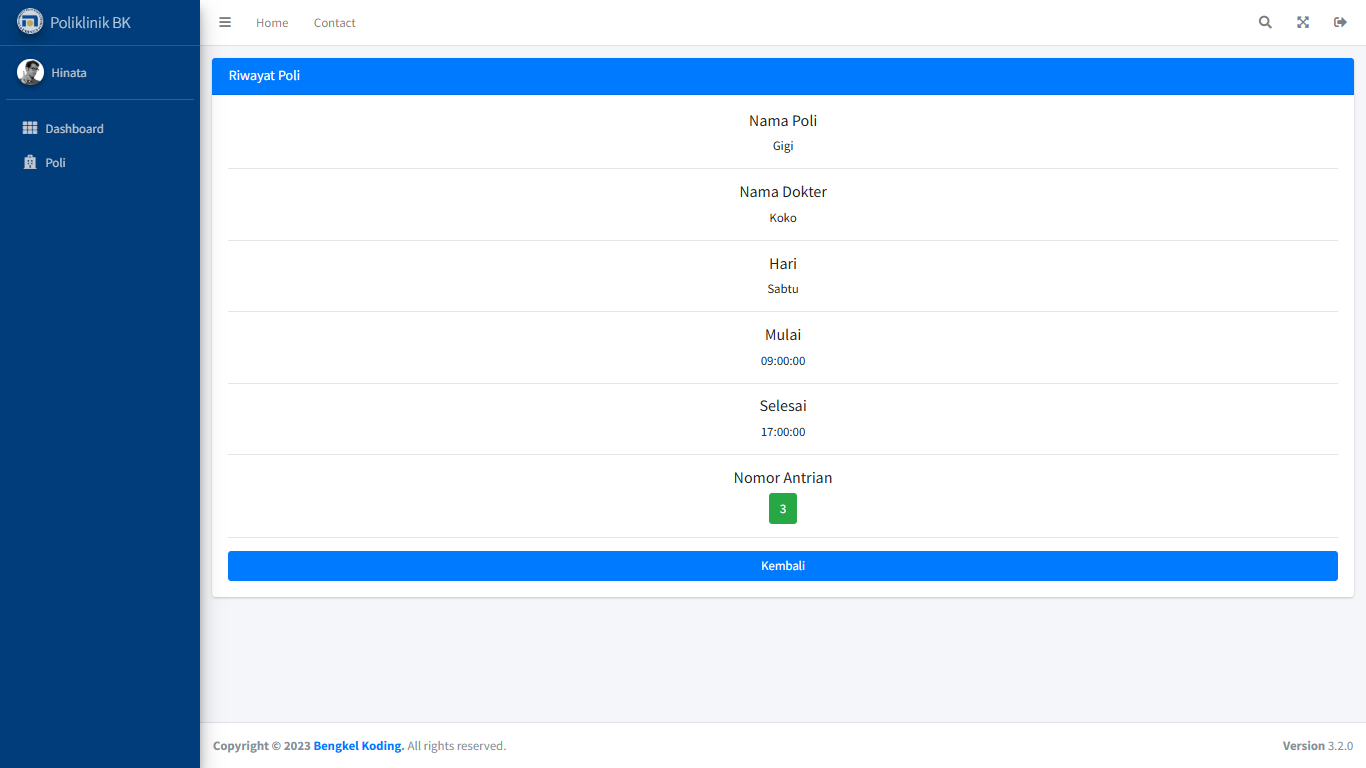 Poliklinik BK
Home Contact
Hinata
Dashboard
Poli
Riwayat Poli
Nama Poli
Gigi
Nama Dokter
Koko
Hari
Sabtu
Mulai
09:00:00
Selesai
17:00:00
Nomor Antrian
3
Kembali
Copyright © 2023 Bengkel Koding. All rights reserved.
Version 3.2.0